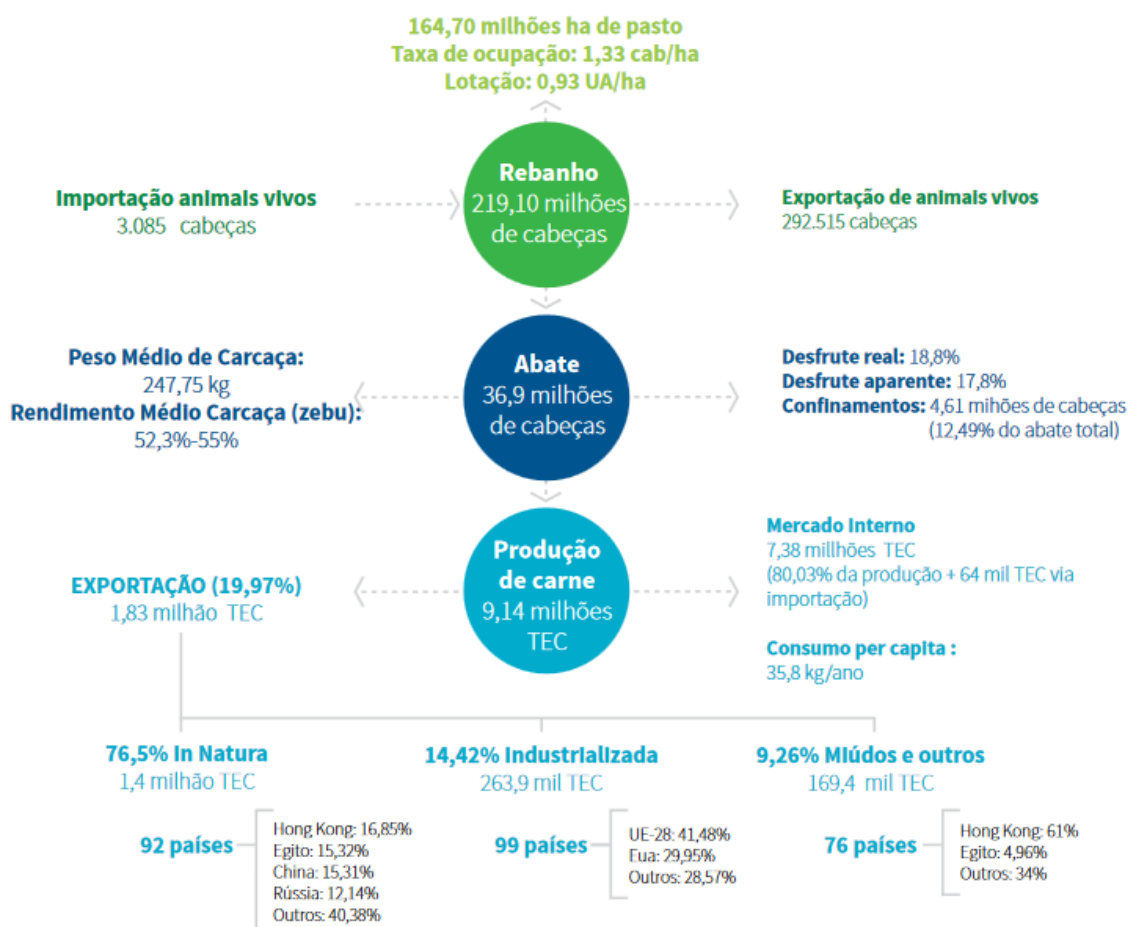 164,70 milhões ha de pasto
Taxa de ocupação: 1,33 cab/ha
Lotação: 0,93 UA/ha
Importação animais vivos
3.085 cabeças
Rebanho
219,10 milhões
de cabeças
Exportação de animais vivos
292.515 cabeças
Peso Médio de Carcaça:
247,75 kg
Rendimento Médio Carcaça (zebu):
52,3%-55%
Abate
36,9 milhões
de cabeças
Desfrute real: 18,8%
Desfrute aparente: 17,8%
Confinamentos: 4,61 mihões de cabeças
(12,49% do abate total)
EXPORTAÇÃO (19,97%)
1,83 milhão TEC
Produção
de carne
9,14 milhões
TEC
Mercado Interno
7,38 millhões TEC
(80,03% da produção + 64 mil TEC via
importação)
Consumo per capita :
35,8 kg/ano
76,5% In Natura
1,4 milhão TEC
14,42% Industrializada
263,9 mil TEC
9,26% Miúdos e outros
169,4 mil TEC
92 países
Hong Kong: 16,85%
Egito: 15,32%
China: 15,31%
Rússia: 12,14%
Outros: 40,38%
99 países
UE-28: 41,48%
Eua: 29,95%
Outros: 28,57%
76 países
Hong Kong: 61%
Egito: 4,96%
Outros: 34%